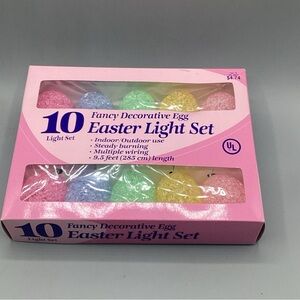 10
Light Set
Fancy Decorative Egg
Easter Light Set
• Indoor/Outdoor use
• Steady burning
• Multiple wiring
• 9.5 feet (285 cm) length
UL
10
Light Set
Fancy Decorative Egg
Easter Light Set